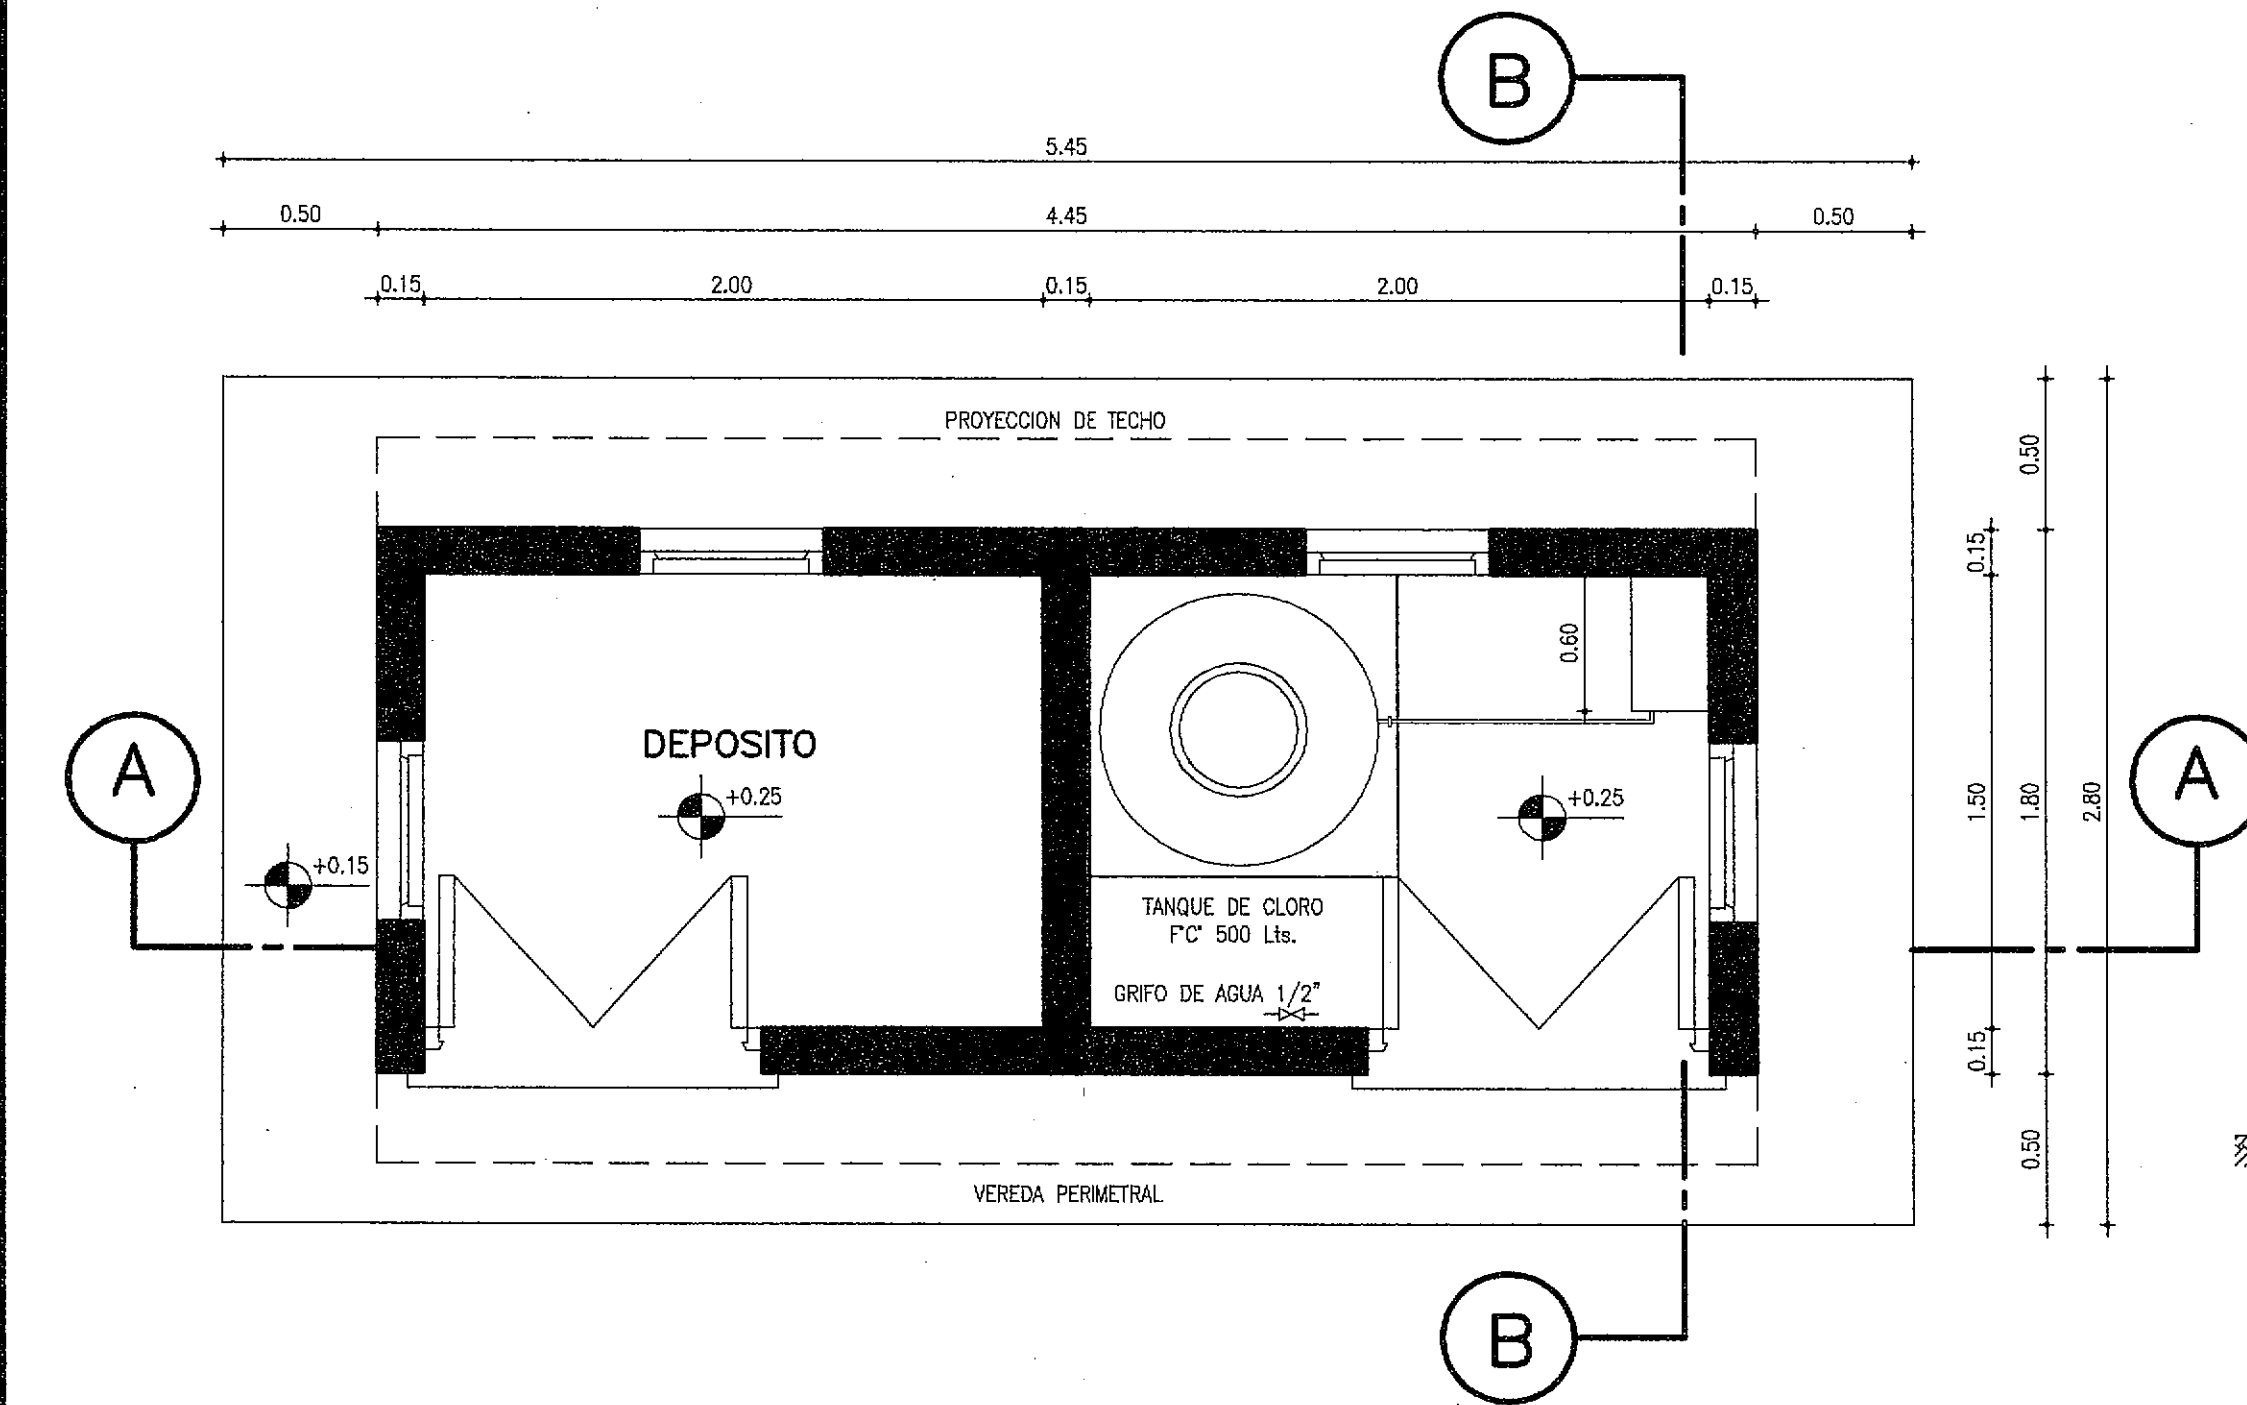 B
5.45
0.50 4.45 0.50
0.15 2.00 0.15 2.00 0.15
PROYECCION DE TECHO
0.50
0.15
0.60
A
DEPOSITO
A
+0.25
+0.25
1.50 1.80 2.80
+0.15
TANQUE DE CLORO
F°C° 500 Lts.
GRIFO DE AGUA 1/2"
0.15
0.50
VEREDA PERIMETRAL
B